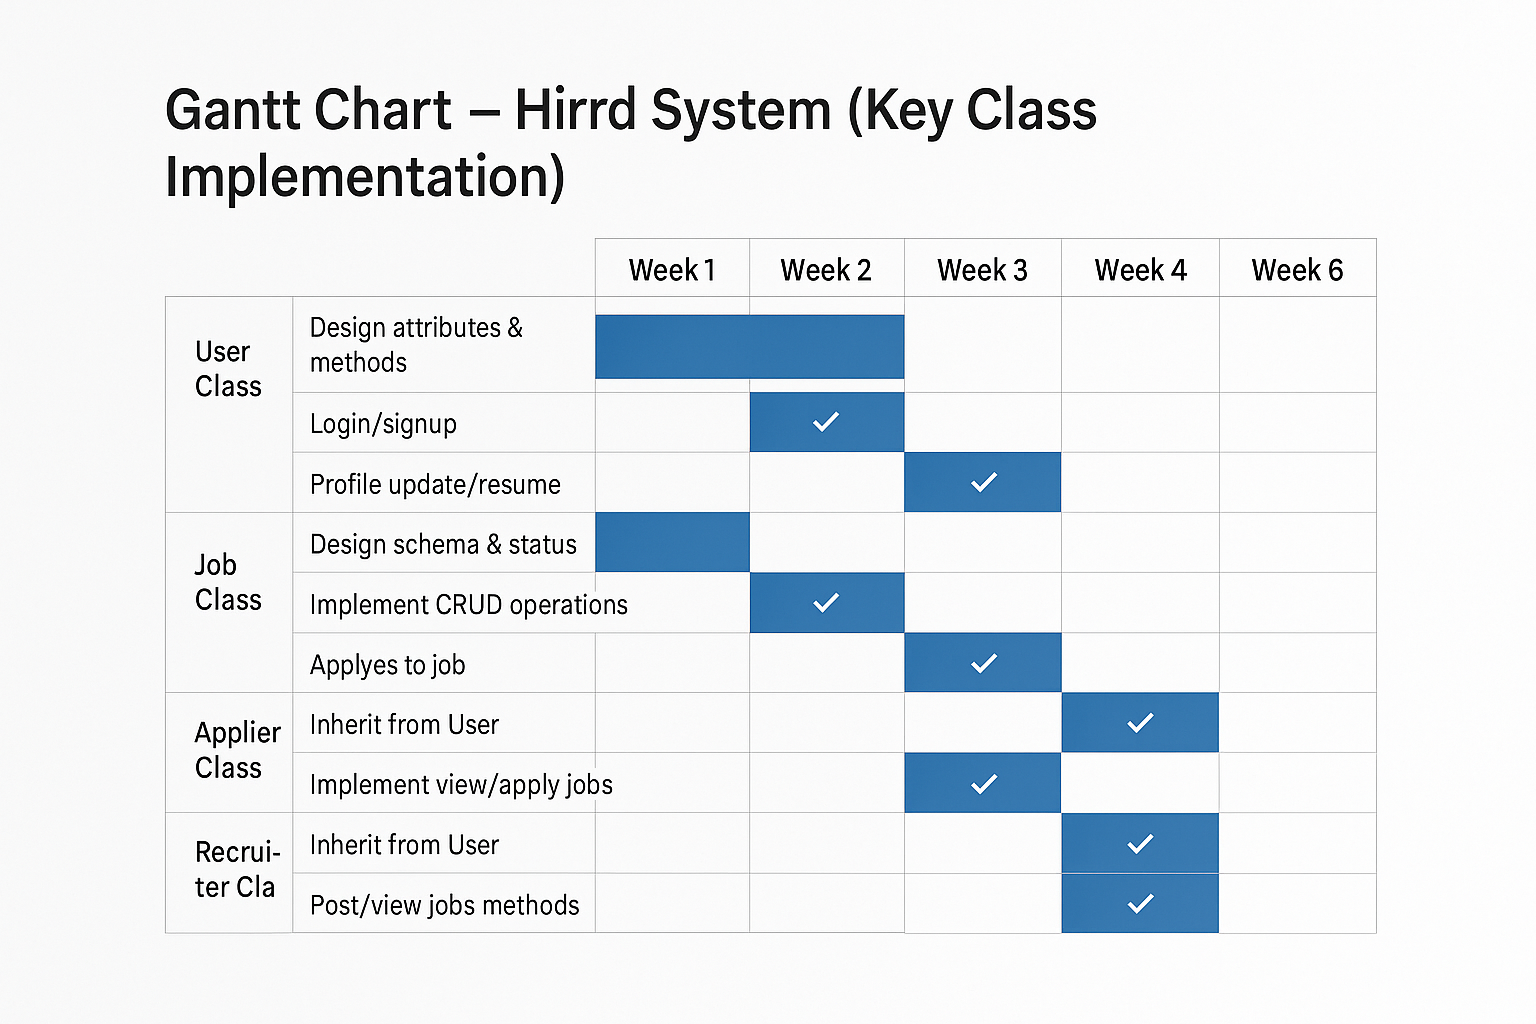 Gantt Chart – Hirrd System (Key Class
Implementation)
Week 1
Week 2
Week 3
Week 4
Week 6
User
Class
Design attributes &
methods
Login/signup
Profile update/resume
Job
Class
Design schema & status
Implement CRUD operations
Applyes to job
Applier
Class
Inherit from User
Implement view/apply jobs
Recrui-
ter Cla
Inherit from User
Post/view jobs methods